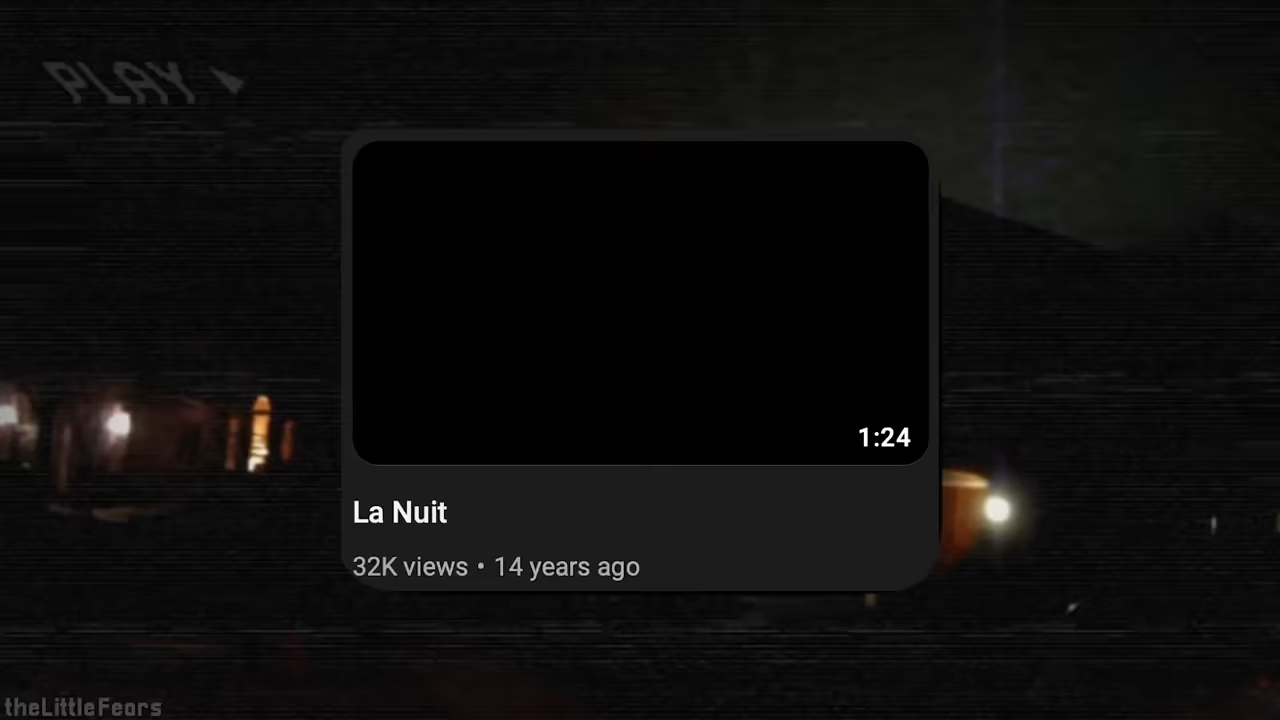 PLAY
1:24
La Nuit
32K views • 14 years ago
theLittleFears